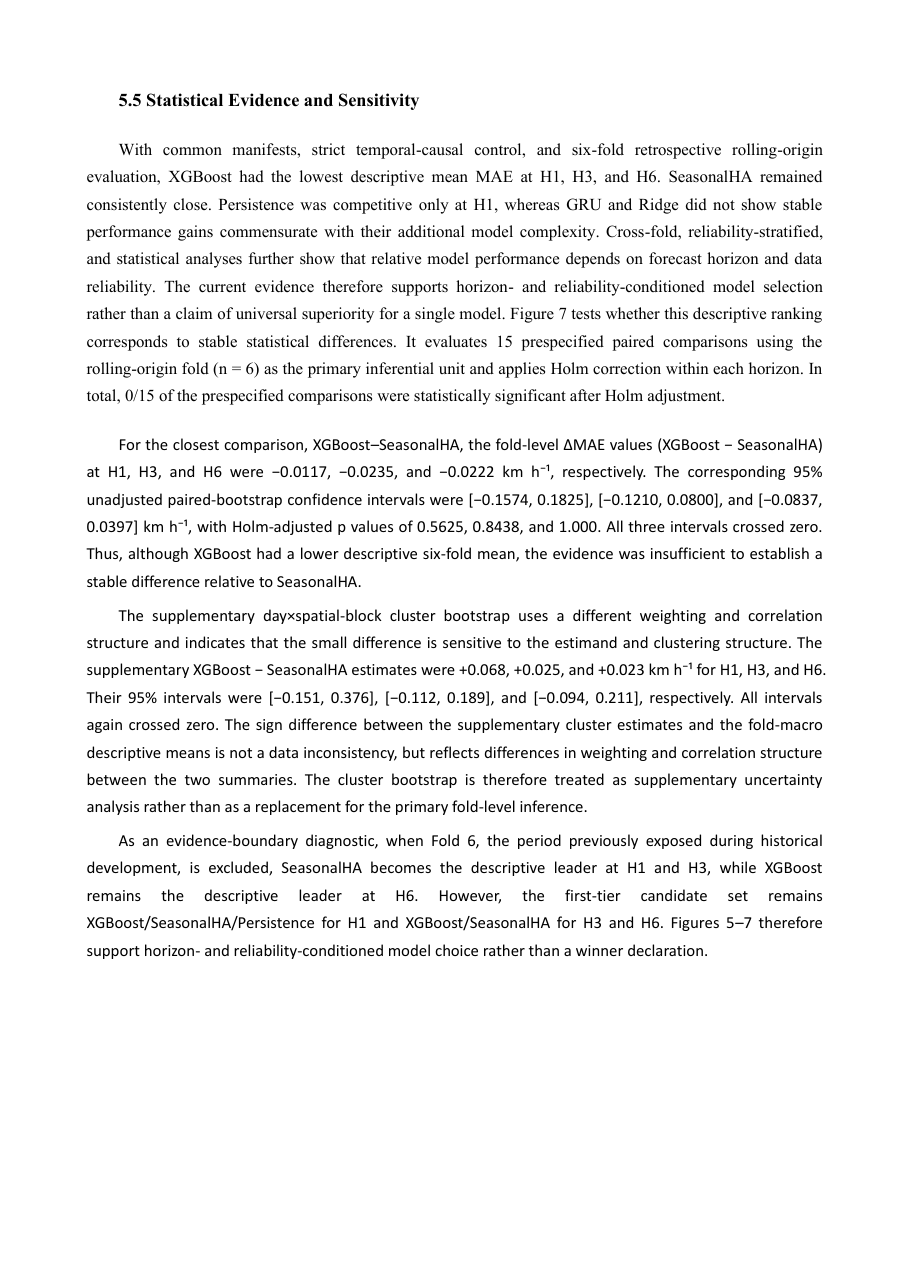 5.5 Statistical Evidence and Sensitivity
With common manifests, strict temporal-causal control, and six-fold retrospective rolling-origin
evaluation, XGBoost had the lowest descriptive mean MAE at H1, H3, and H6. SeasonalHA remained
consistently close. Persistence was competitive only at H1, whereas GRU and Ridge did not show stable
performance gains commensurate with their additional model complexity. Cross-fold, reliability-stratified,
and statistical analyses further show that relative model performance depends on forecast horizon and data
reliability. The current evidence therefore supports horizon- and reliability-conditioned model selection
rather than a claim of universal superiority for a single model. Figure 7 tests whether this descriptive ranking
corresponds to stable statistical differences. It evaluates 15 prespecified paired comparisons using the
rolling-origin fold (n = 6) as the primary inferential unit and applies Holm correction within each horizon. In
total, 0/15 of the prespecified comparisons were statistically significant after Holm adjustment.
For the closest comparison, XGBoost–SeasonalHA, the fold-level ΔMAE values (XGBoost − SeasonalHA)
at H1, H3, and H6 were −0.0117, −0.0235, and −0.0222 km h⁻¹, respectively. The corresponding 95%
unadjusted paired-bootstrap confidence intervals were [−0.1574, 0.1825], [−0.1210, 0.0800], and [−0.0837,
0.0397] km h⁻¹, with Holm-adjusted p values of 0.5625, 0.8438, and 1.000. All three intervals crossed zero.
Thus, although XGBoost had a lower descriptive six-fold mean, the evidence was insufficient to establish a
stable difference relative to SeasonalHA.
The supplementary day×spatial-block cluster bootstrap uses a different weighting and correlation
structure and indicates that the small difference is sensitive to the estimand and clustering structure. The
supplementary XGBoost − SeasonalHA estimates were +0.068, +0.025, and +0.023 km h⁻¹ for H1, H3, and H6.
Their 95% intervals were [−0.151, 0.376], [−0.112, 0.189], and [−0.094, 0.211], respectively. All intervals
again crossed zero. The sign difference between the supplementary cluster estimates and the fold-macro
descriptive means is not a data inconsistency, but reflects differences in weighting and correlation structure
between the two summaries. The cluster bootstrap is therefore treated as supplementary uncertainty
analysis rather than as a replacement for the primary fold-level inference.
As an evidence-boundary diagnostic, when Fold 6, the period previously exposed during historical
development, is excluded, SeasonalHA becomes the descriptive leader at H1 and H3, while XGBoost
remains the descriptive leader at H6. However, the first-tier candidate set remains
XGBoost/SeasonalHA/Persistence for H1 and XGBoost/SeasonalHA for H3 and H6. Figures 5–7 therefore
support horizon- and reliability-conditioned model choice rather than a winner declaration.